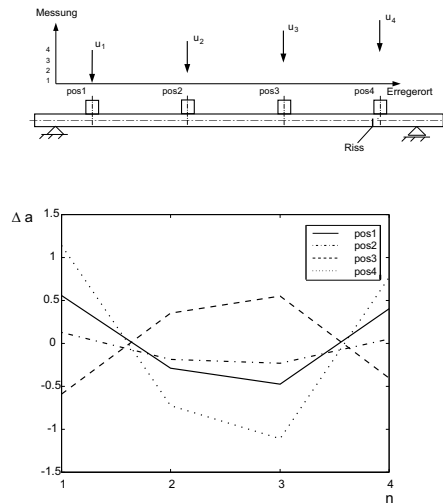 Messung
u1
u2
u3
u4
4
3
2
1
pos1
pos2
pos3
pos4
Erregerort
Riss
Δ a
1.5
1
0.5
0
-0.5
-1
-1.5
pos1
pos2
pos3
pos4
1
2
3
4
n